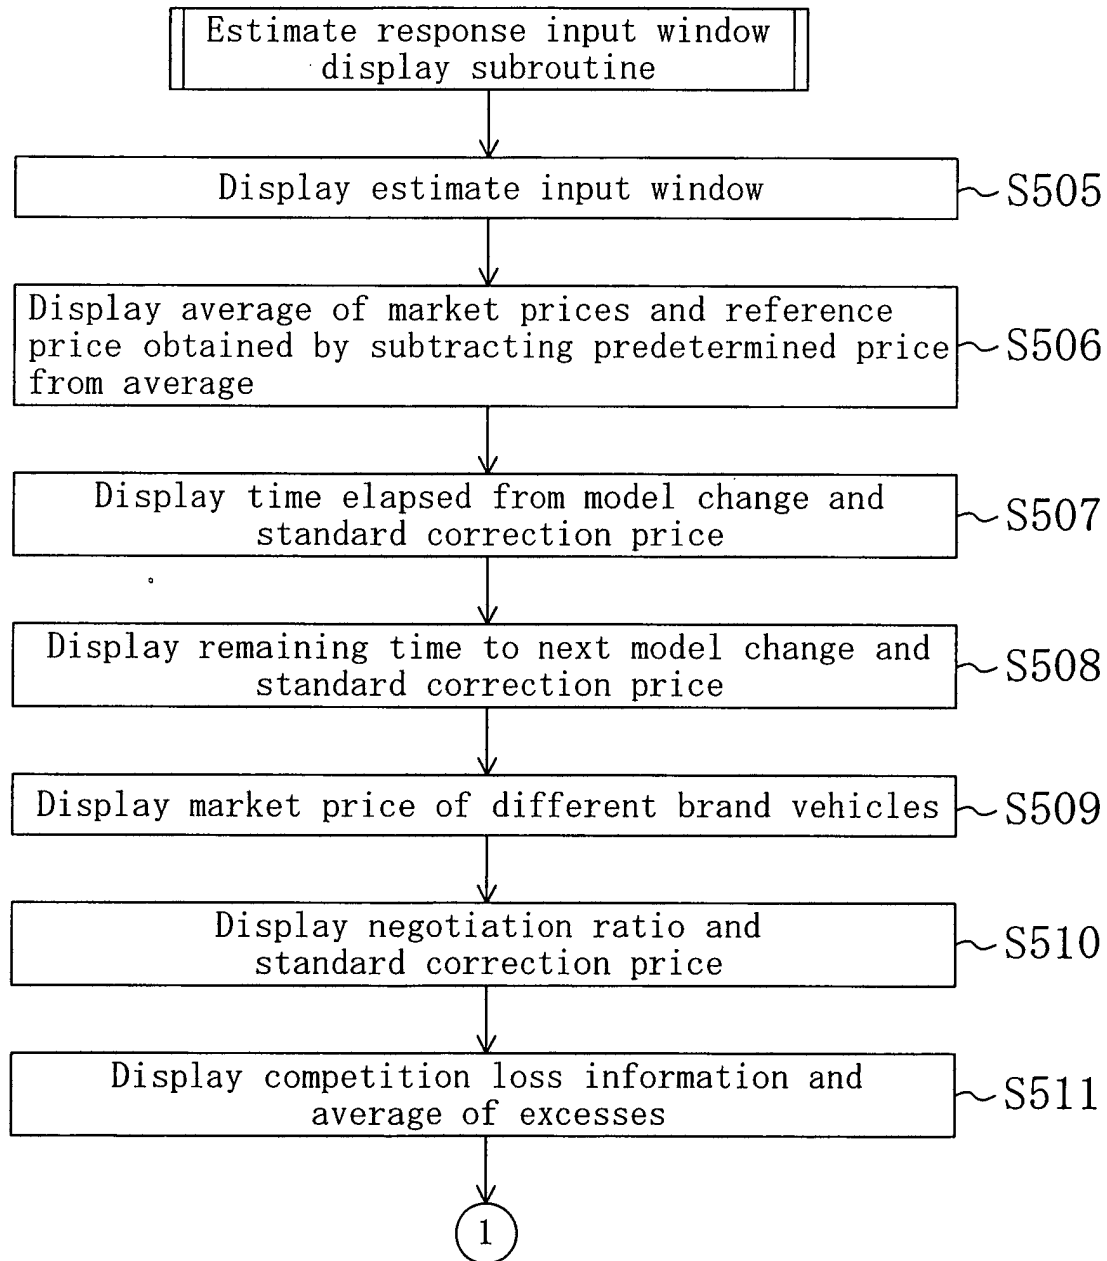 Estimate response input window
display subroutine
Display estimate input window
S505
Display average of market prices and reference
price obtained by subtracting predetermined price
from average
S506
Display time elapsed from model change and
standard correction price
S507
Display remaining time to next model change and
standard correction price
S508
Display market price of different brand vehicles
S509
Display negotiation ratio and
standard correction price
S510
Display competition loss information and
average of excesses
S511
1